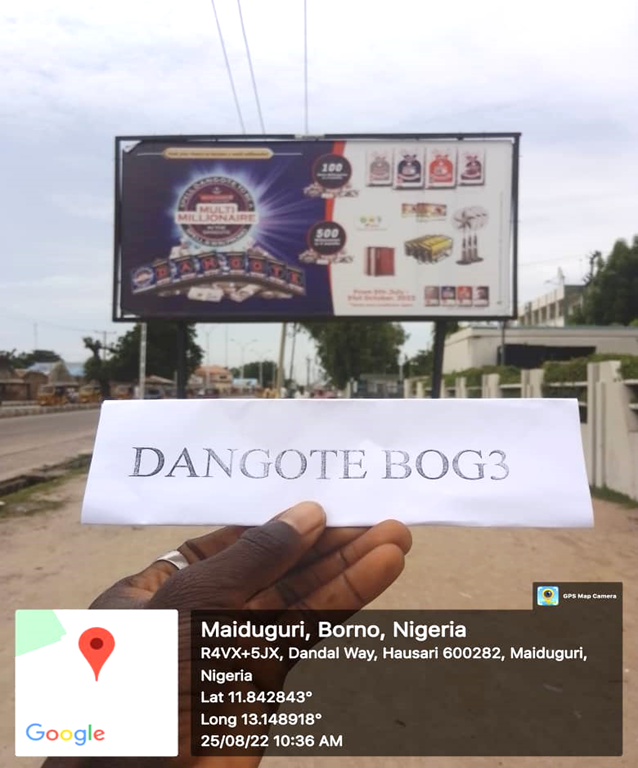 MULTI
MILLIONAIRE
DANGOTE
100
500
From 5th July -
31st October, 2022
DANGOTE BOG3
GPS Map Camera
Google
Maiduguri, Borno, Nigeria
R4VX+5JX, Dandal Way, Hausari 600282, Maiduguri,
Nigeria
Lat 11.842843°
Long 13.148918°
25/08/22 10:36 AM